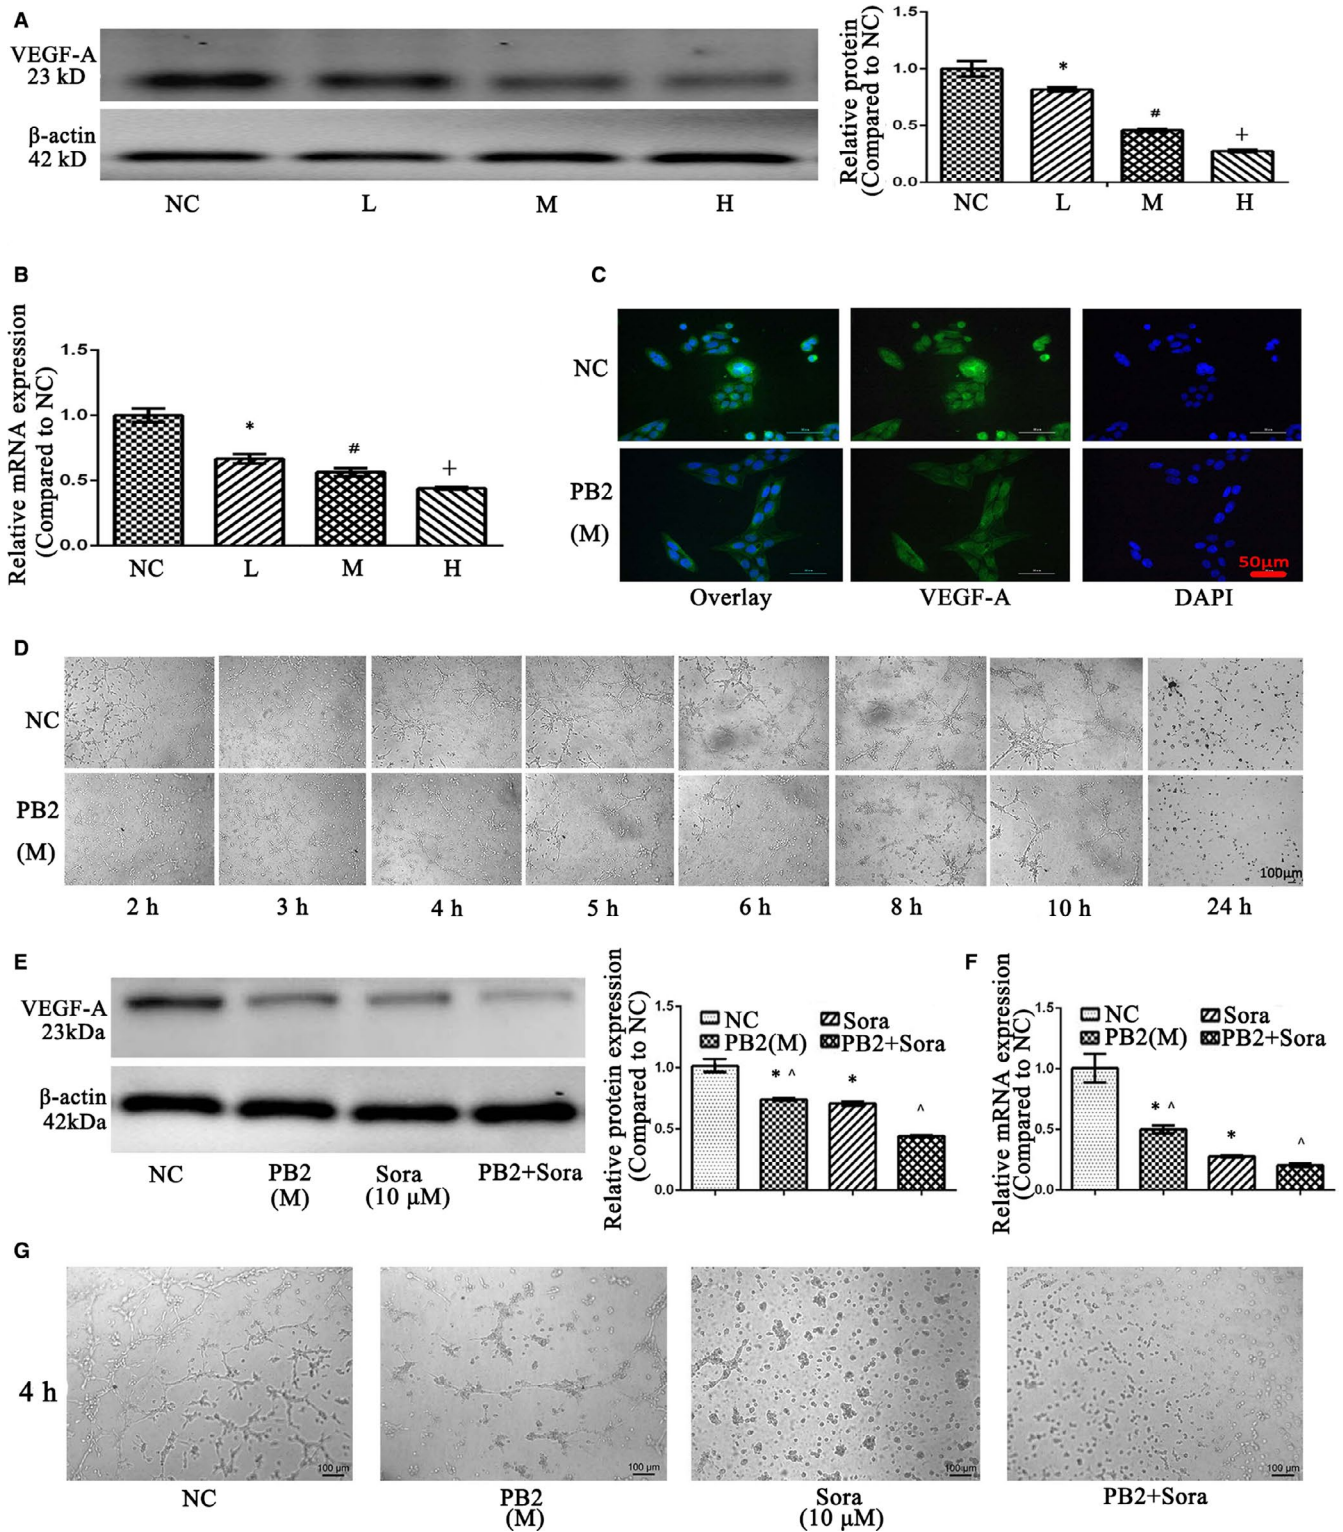 A
VEGF-A
23 kD
β-actin
42 kD
NC L M H
Relative protein
(Compared to NC)
1.5
1.0
0.5
0.0
*
#
+
NC L M H
B
Relative mRNA expression
(Compared to NC)
1.5
1.0
0.5
0.0
*
#
+
NC L M H
C
NC
PB2
(M)
50μm
Overlay VEGF-A DAPI
D
NC
PB2
(M)
100μm
2 h 3 h 4 h 5 h 6 h 8 h 10 h 24 h
E
VEGF-A
23kDa
β-actin
42kDa
NC PB2 Sora PB2+Sora
(M) (10 μM)
Relative protein expression
(Compared to NC)
1.5
1.0
0.5
0.0
NC Sora
PB2(M) PB2+Sora
* ^
*
^
F
Relative mRNA expression
(Compared to NC)
1.5
1.0
0.5
0.0
NC Sora
PB2(M) PB2+Sora
* ^
*
^
G
4 h
100 μm 100 μm 100 μm 100 μm
NC PB2 Sora PB2+Sora
(M) (10 μM)